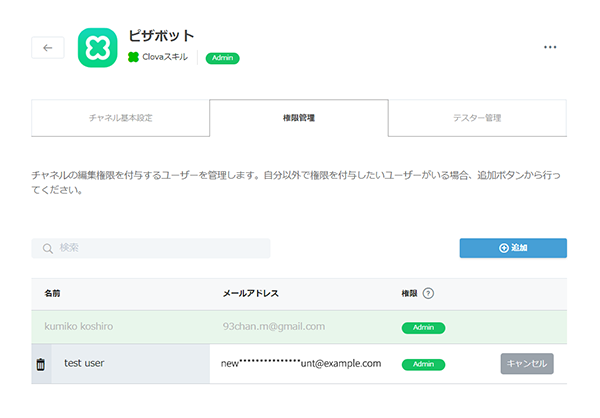 ピザボット
Clovaスキル Admin
チャネル基本設定 権限管理 テスター管理
チャネルの編集権限を付与するユーザーを管理します。自分以外で権限を付与したいユーザーがいる場合、追加ボタンから行っ
てください。
検索 追加
名前 メールアドレス 権限 ?
kumiko koshiro 93chan.m@gmail.com Admin
test user new***************unt@example.com Admin キャンセル